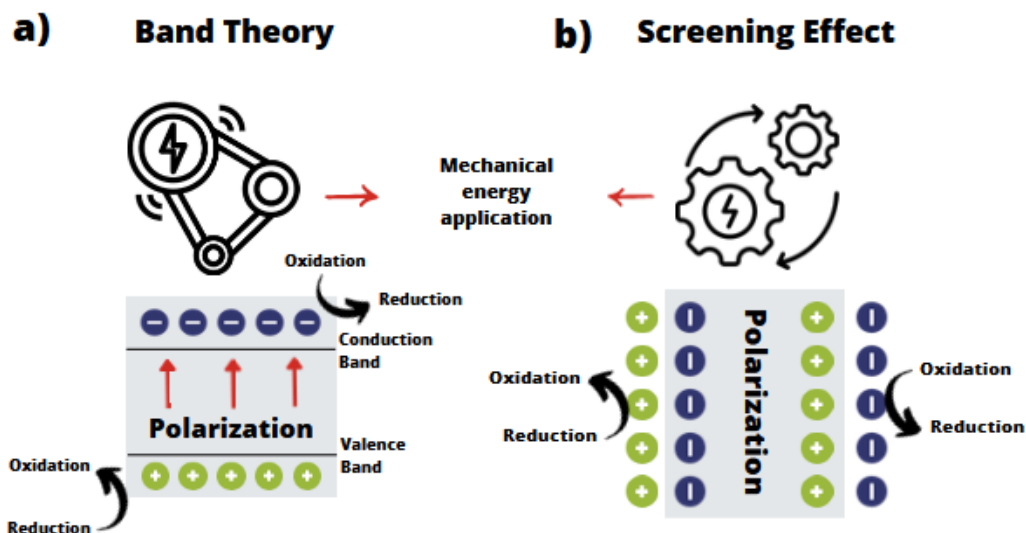 a) Band Theory
b) Screening Effect
Mechanical
energy
application
Oxidation
Reduction
Conduction
Band
Polarization
Valence
Band
Oxidation
Reduction
Polarization
Oxidation
Reduction
Oxidation
Reduction